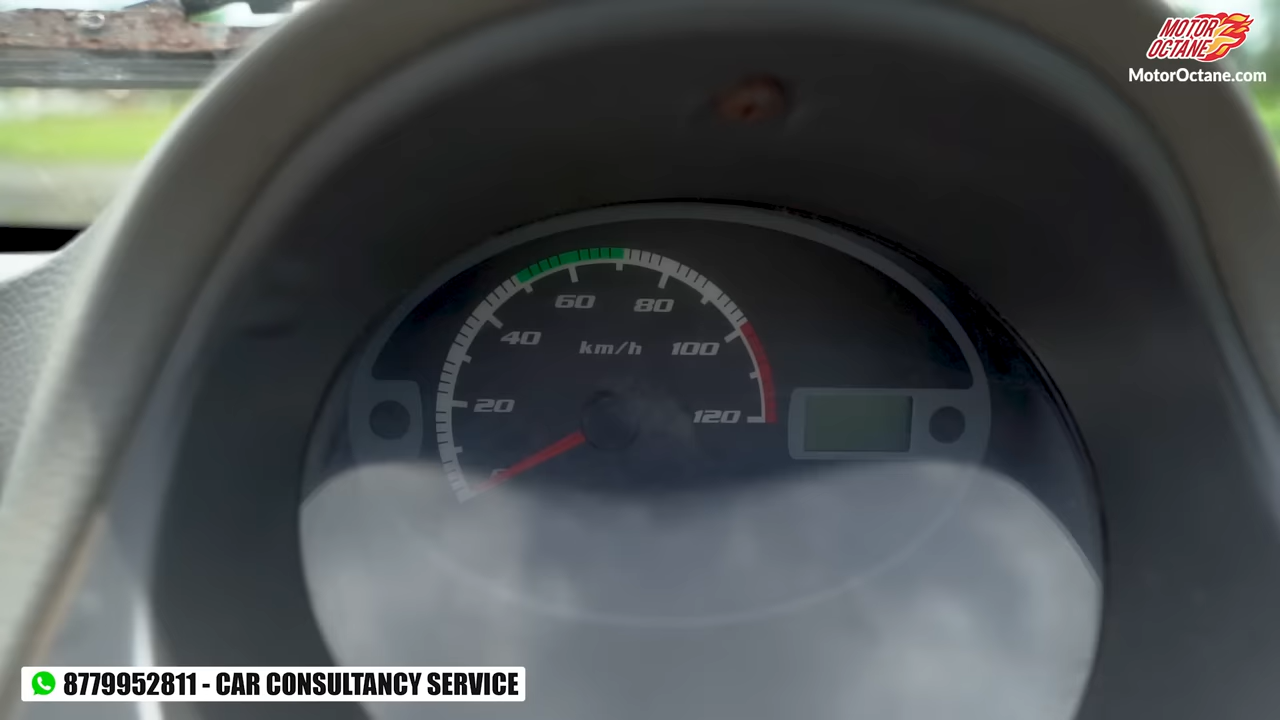 MOTOR
OCTANE
MotorOctane.com
60
80
40
km/h
100
20
120
8779952811 - CAR CONSULTANCY SERVICE